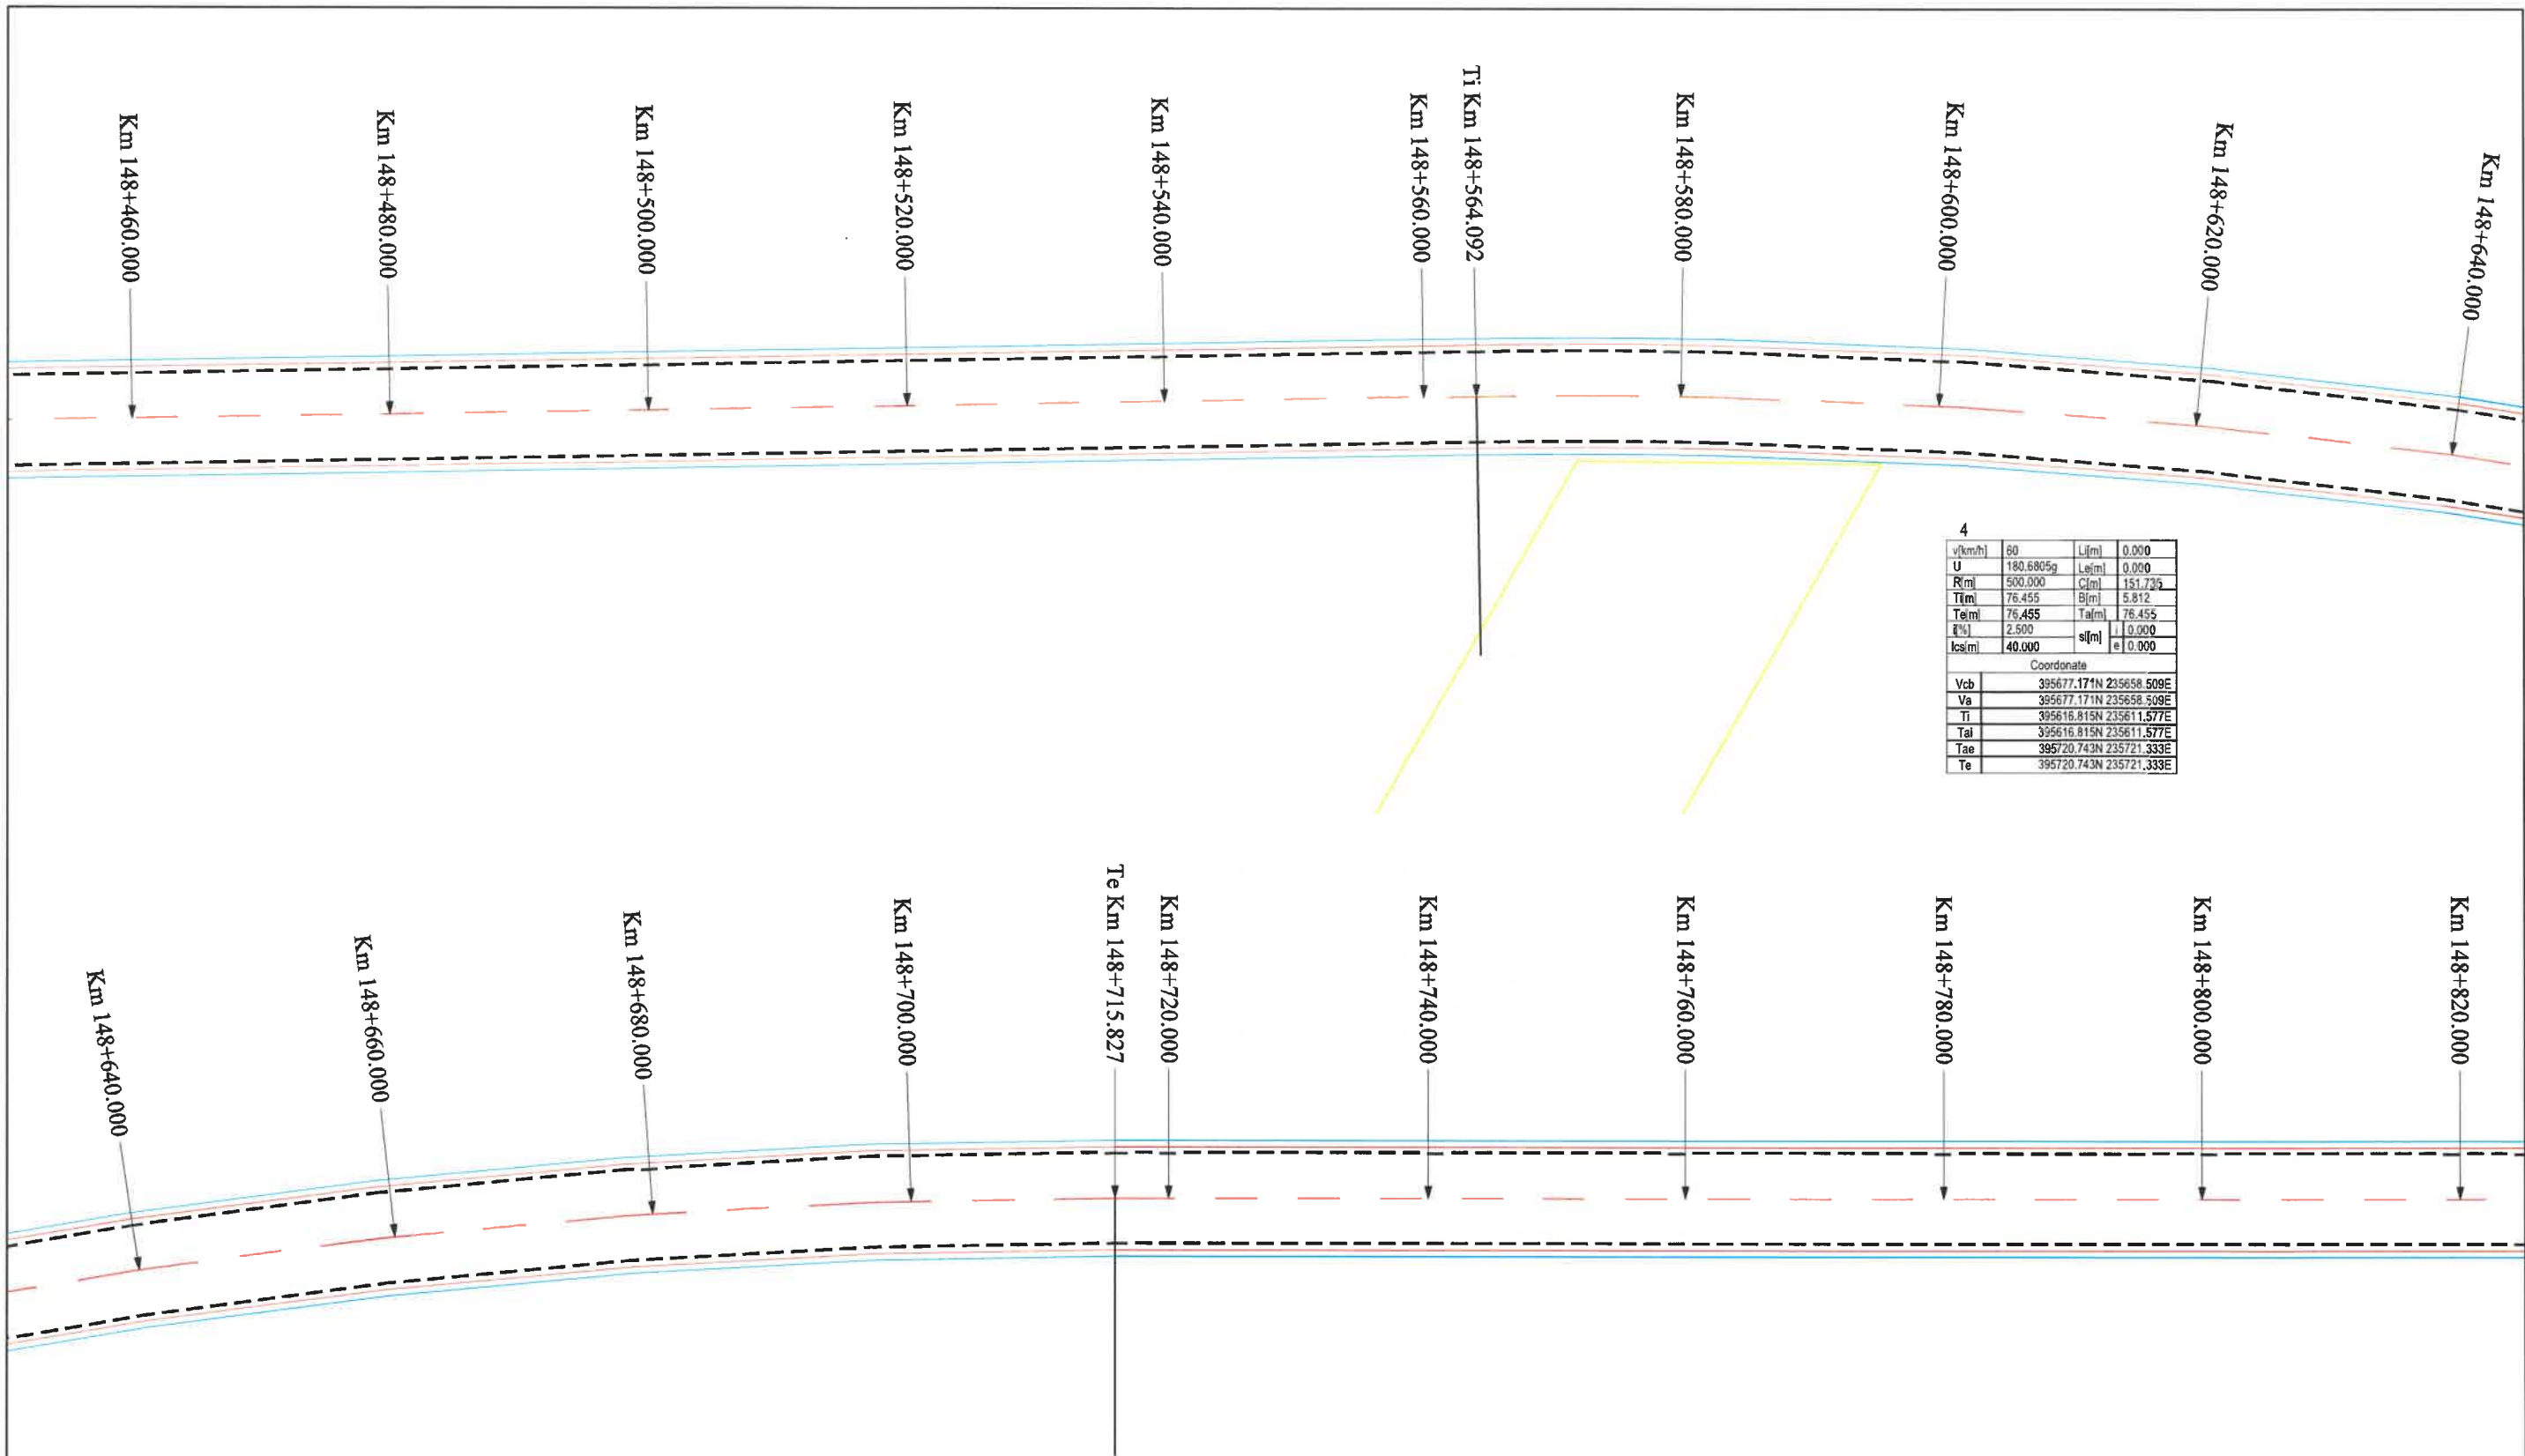 Km 148+460.000
Km 148+480.000
Km 148+500.000
Km 148+520.000
Km 148+540.000
Km 148+560.000
Ti Km 148+564.092
Km 148+580.000
Km 148+600.000
Km 148+620.000
Km 148+640.000
4
v[km/h] 60 Li[m] 0.000
U 180.6805g Le[m] 0.000
R[m] 500.000 C[m] 151.735
Ti[m] 76.455 B[m] 5.812
Te[m] 76.455 Ta[m] 76.455
i[%] 2.500 sl[m] i 0.000
lcs[m] 40.000 e 0.000
Coordonate
Vcb 395677.171N 235658.509E
Va 395677.171N 235658.509E
Ti 395616.815N 235611.577E
Tai 395616.815N 235611.577E
Tae 395720.743N 235721.333E
Te 395720.743N 235721.333E
Km 148+640.000
Km 148+660.000
Km 148+680.000
Km 148+700.000
Te Km 148+715.827
Km 148+720.000
Km 148+740.000
Km 148+760.000
Km 148+780.000
Km 148+800.000
Km 148+820.000